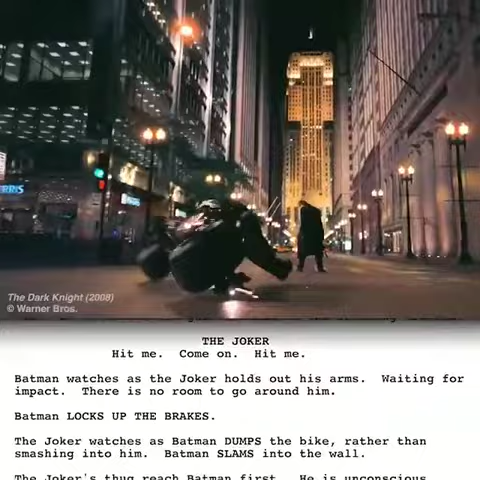 RRIS
The Dark Knight (2008)
© Warner Bros.
THE JOKER
Hit me. Come on. Hit me.
Batman watches as the Joker holds out his arms. Waiting for
impact. There is no room to go around him.
Batman LOCKS UP THE BRAKES.
The Joker watches as Batman DUMPS the bike, rather than
smashing into him. Batman SLAMS into the wall.
The Joker's thug reach Batman first. He is unconscious